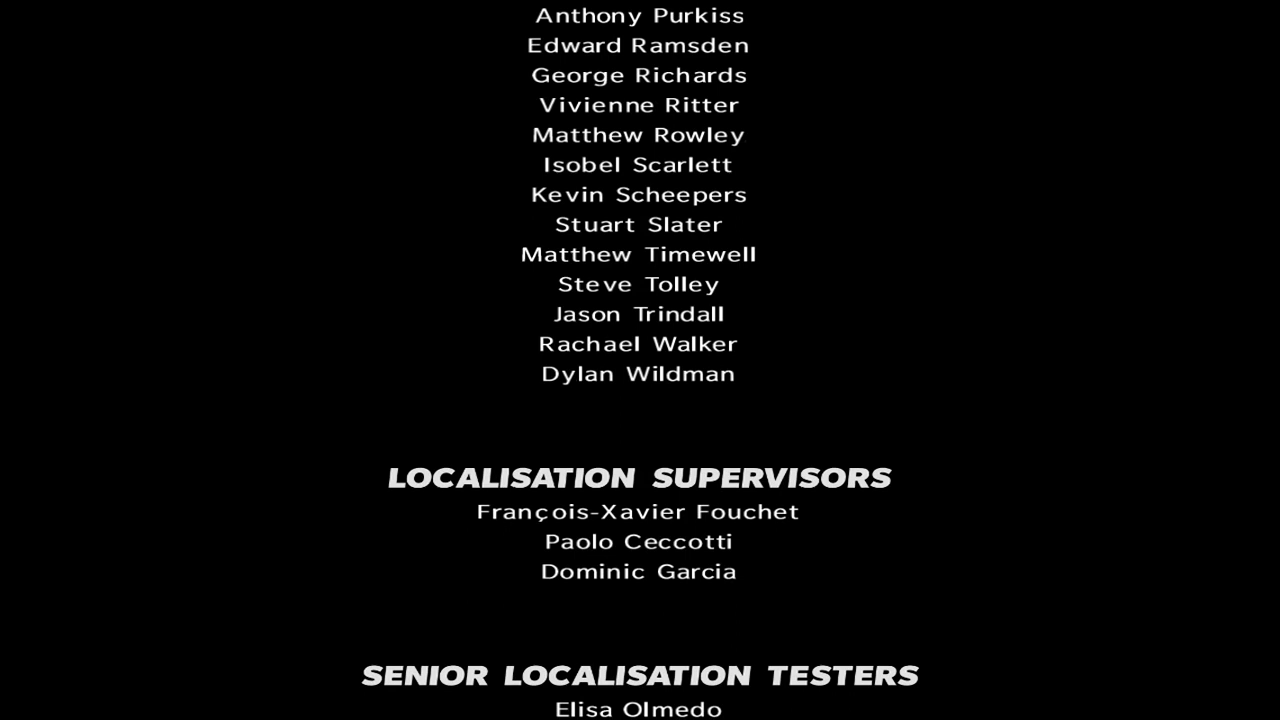 Anthony Purkiss
Edward Ramsden
George Richards
Vivienne Ritter
Matthew Rowley
Isobel Scarlett
Kevin Scheepers
Stuart Slater
Matthew Timewell
Steve Tolley
Jason Trindall
Rachael Walker
Dylan Wildman
LOCALISATION SUPERVISORS
François-Xavier Fouchet
Paolo Ceccotti
Dominic Garcia
SENIOR LOCALISATION TESTERS
Elisa Olmedo